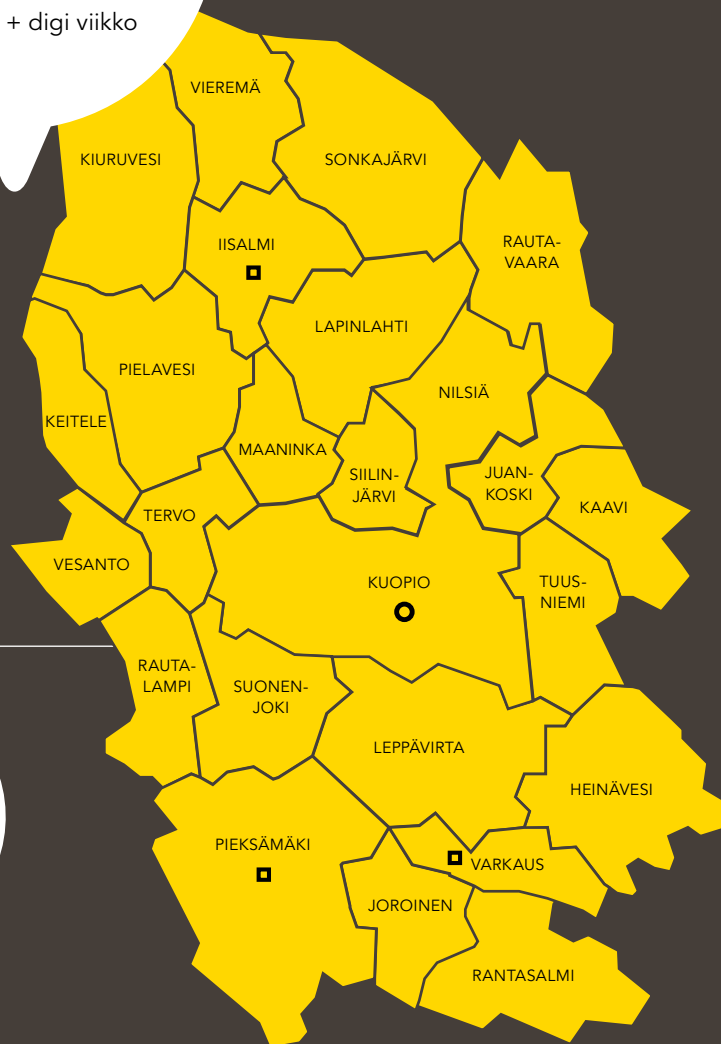 + digi viikko
VIEREMÄ
KIURUVESI
SONKAJÄRVI
IISALMI
RAUTA-
VAARA
LAPINLAHTI
PIELAVESI
NILSIÄ
KEITELE
MAANINKA
SIILIN-
JÄRVI
JUAN-
KOSKI
KAAVI
TERVO
VESANTO
KUOPIO
TUUS-
NIEMI
RAUTA-
LAMPI
SUONEN-
JOKI
LEPPÄVIRTA
HEINÄVESI
PIEKSÄMÄKI
VARKAUS
JOROINEN
RANTASALMI